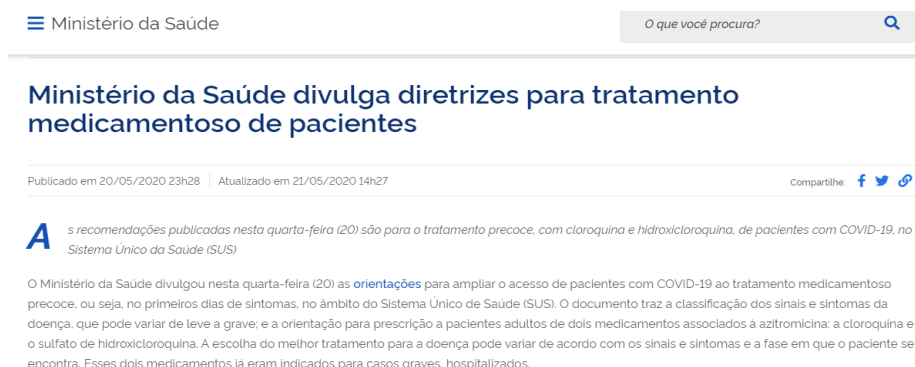 Ministério da Saúde
O que você procura?
Ministério da Saúde divulga diretrizes para tratamento
medicamentoso de pacientes
Publicado em 20/05/2020 23h28 | Atualizado em 21/05/2020 14h27
Compartilhe:
As recomendações publicadas nesta quarta-feira (20) são para o tratamento precoce, com cloroquina e hidroxicloroquina, de pacientes com COVID-19, no
Sistema Único da Saúde (SUS)
O Ministério da Saúde divulgou nesta quarta-feira (20) as orientações para ampliar o acesso de pacientes com COVID-19 ao tratamento medicamentoso
precoce, ou seja, no primeiros dias de sintomas, no âmbito do Sistema Único de Saúde (SUS). O documento traz a classificação dos sinais e sintomas da
doença, que pode variar de leve a grave; e a orientação para prescrição a pacientes adultos de dois medicamentos associados à azitromicina: a cloroquina e
o sulfato de hidroxicloroquina. A escolha do melhor tratamento para a doença pode variar de acordo com os sinais e sintomas e a fase em que o paciente se
encontra. Esses dois medicamentos já eram indicados para casos graves, hospitalizados.